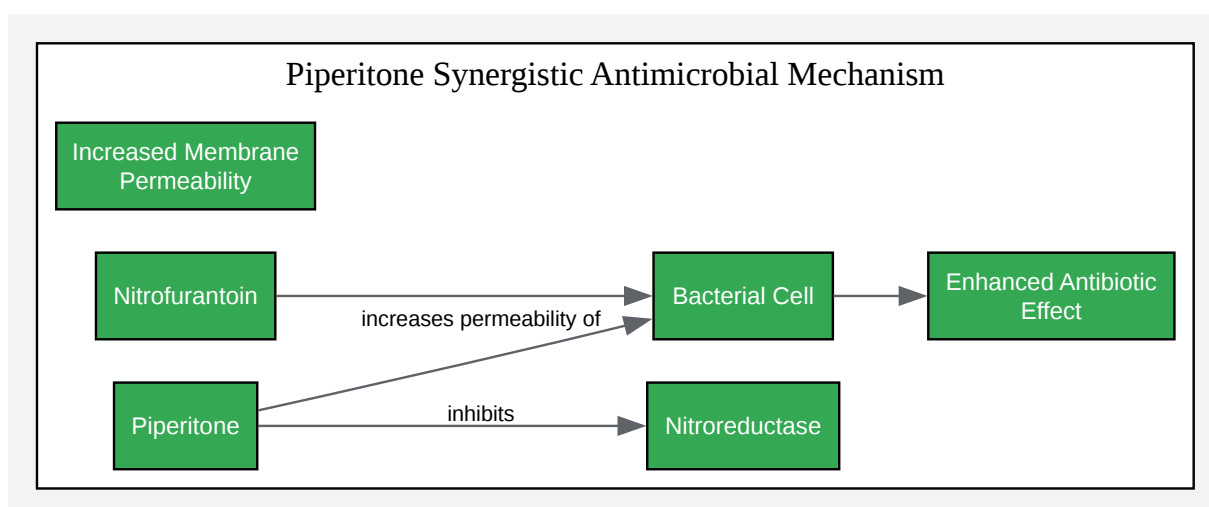 Piperitone Synergistic Antimicrobial Mechanism
Increased Membrane
Permeability
Nitrofurantoin
Bacterial Cell
Enhanced Antibiotic
Effect
increases permeability of
Piperitone
inhibits
Nitroreductase